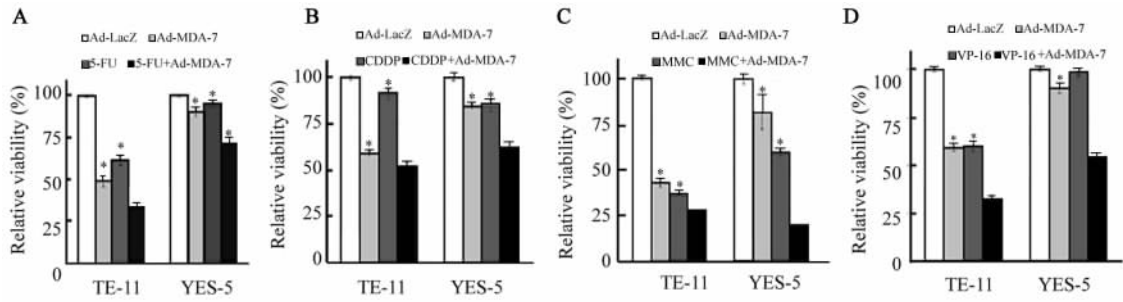 A
Ad-LacZ Ad-MDA-7
5-FU 5-FU+Ad-MDA-7
Relative viability (%)
100
75
50
25
0
* * * * *
TE-11 YES-5
B
Ad-LacZ Ad-MDA-7
CDDP CDDP+Ad-MDA-7
Relative viability (%)
100
75
50
25
0
* * * *
TE-11 YES-5
C
Ad-LacZ Ad-MDA-7
MMC MMC+Ad-MDA-7
Relative viability (%)
100
75
50
25
0
* * * *
TE-11 YES-5
D
Ad-LacZ Ad-MDA-7
VP-16 VP-16 +Ad-MDA-7
Relative viability (%)
100
75
50
25
0
* * *
TE-11 YES-5